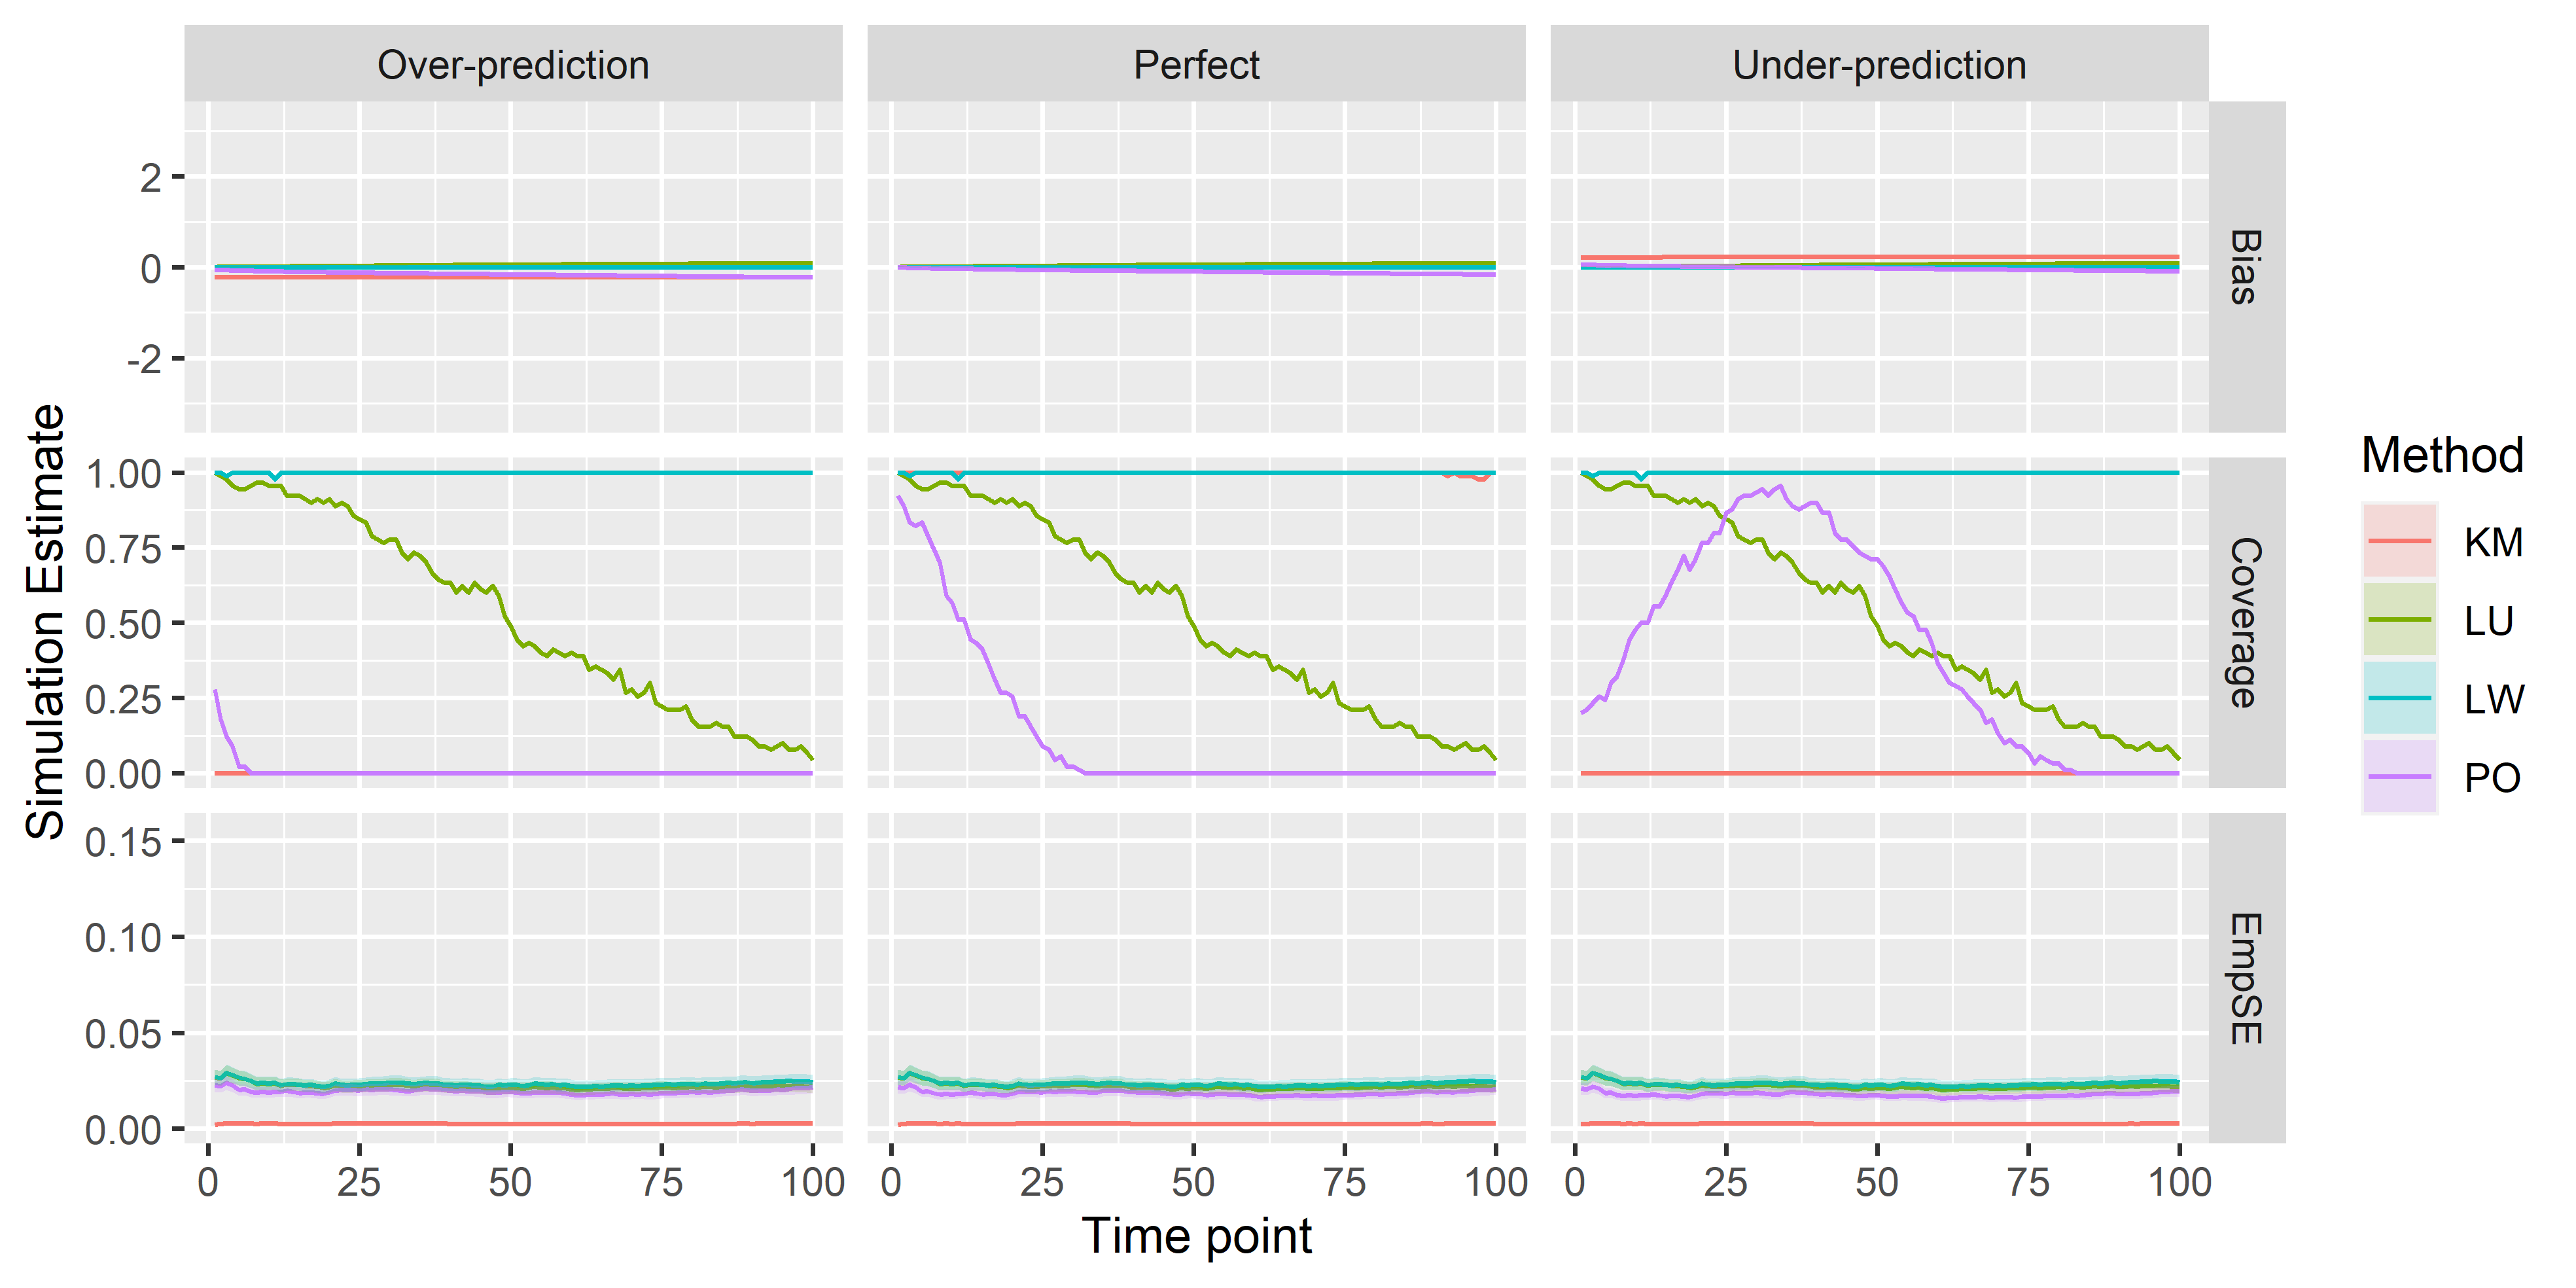 Over-prediction
Perfect
Under-prediction
2
0
-2
Bias
1.00
0.75
0.50
0.25
0.00
Coverage
0.15
0.10
0.05
0.00
EmpSE
0 25 50 75 100
0 25 50 75 100
0 25 50 75 100
Time point
Simulation Estimate
Method
KM
LU
LW
PO